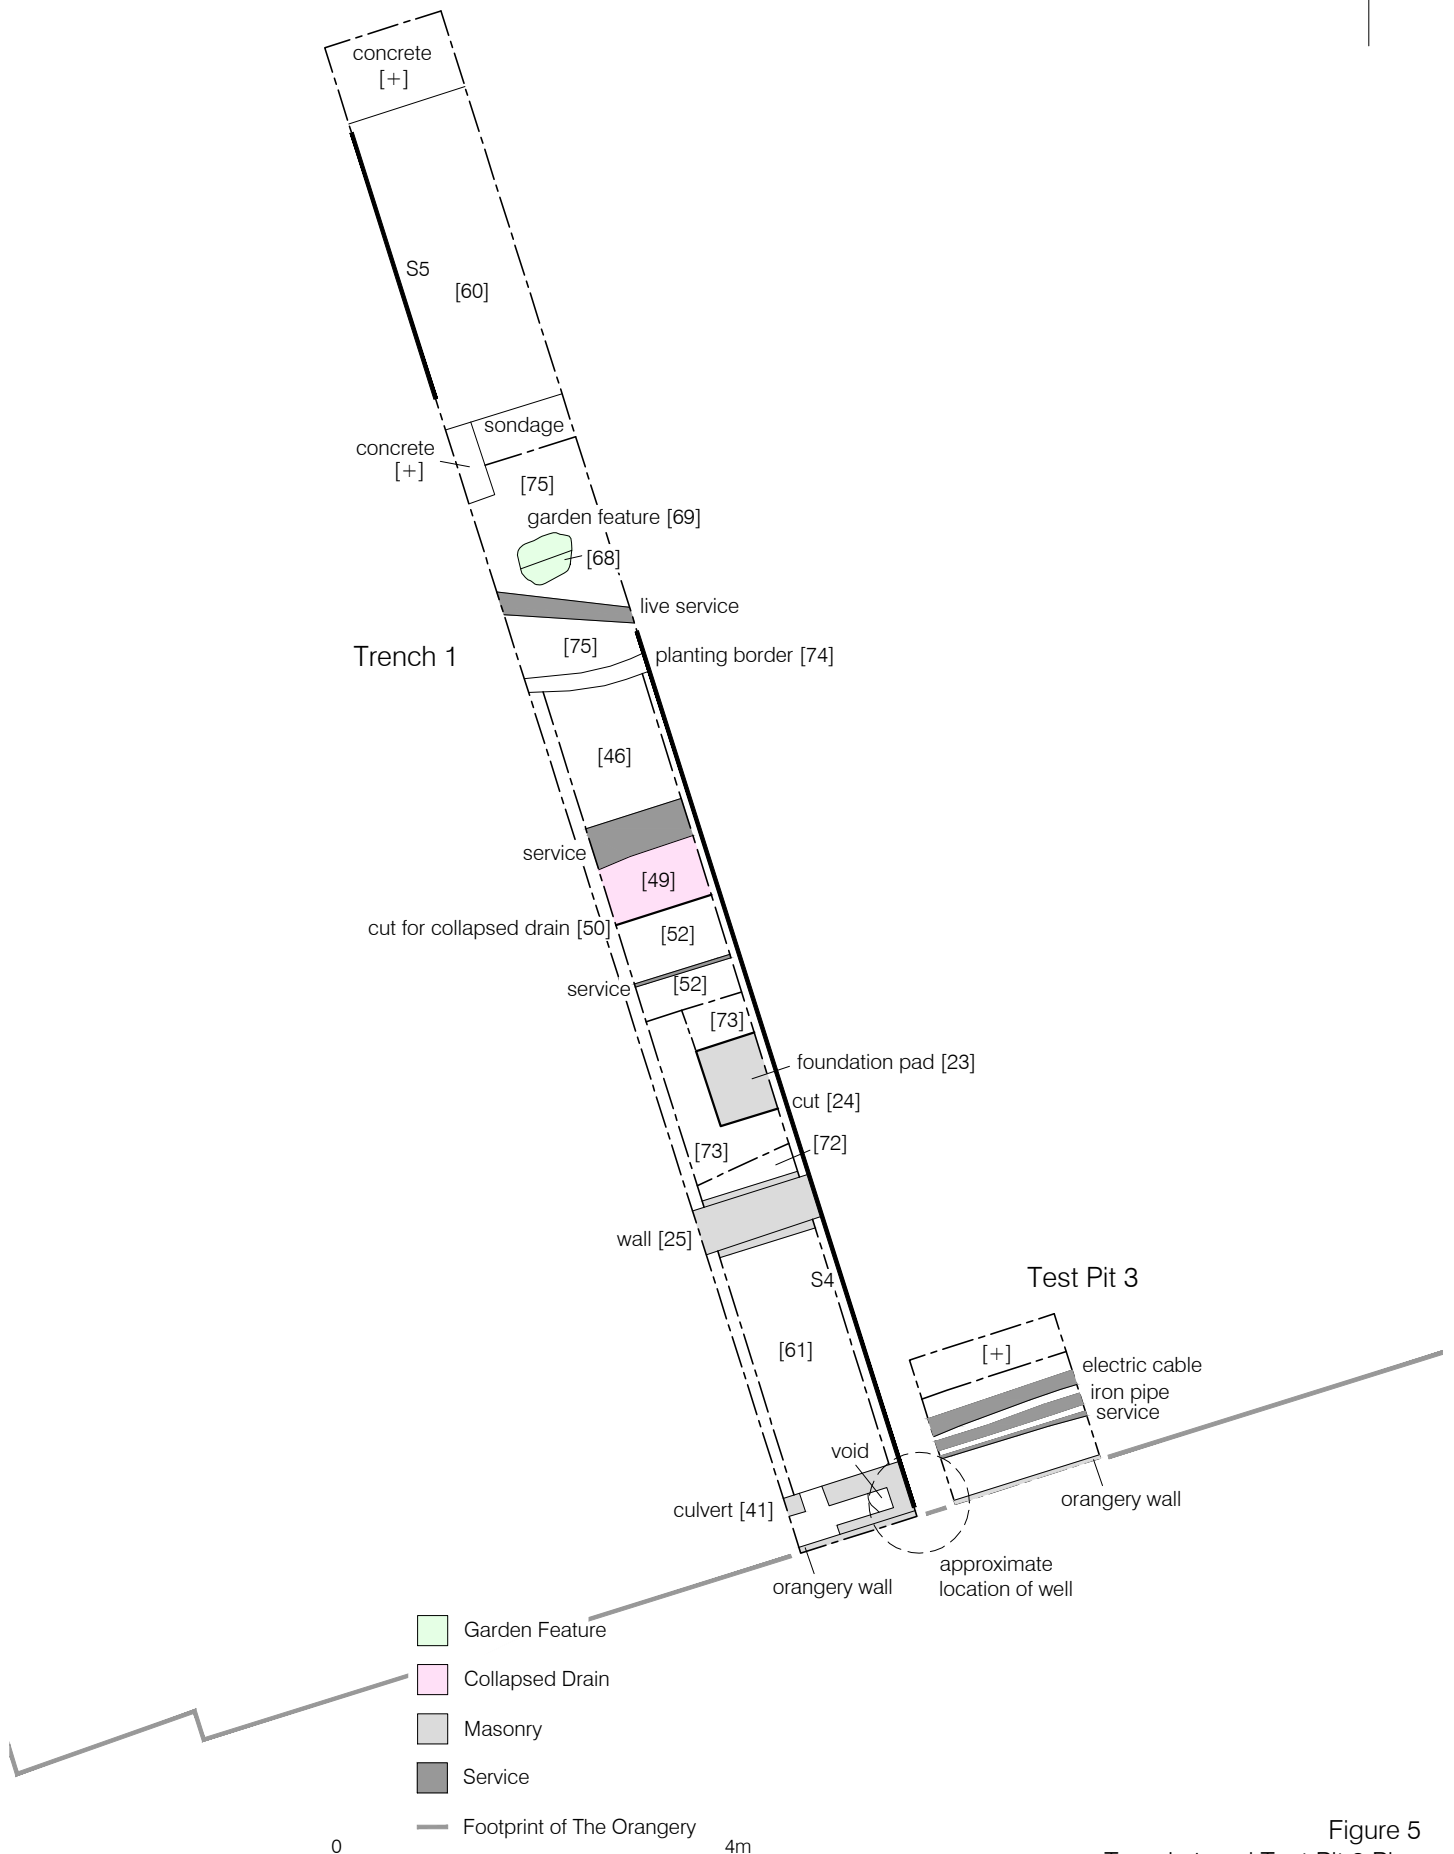 concrete
[+]
S5
[60]
sondage
concrete
[+]
[75]
garden feature [69]
[68]
live service
[75]
Trench 1
planting border [74]
[46]
service
[49]
cut for collapsed drain [50]
[52]
service
[52]
[73]
foundation pad [23]
cut [24]
[72]
[73]
wall [25]
S4
Test Pit 3
[61]
[+]
electric cable
iron pipe
service
void
culvert [41]
orangery wall
approximate
location of well
orangery wall
Garden Feature
Collapsed Drain
Masonry
Service
Footprint of The Orangery
0
4m
Figure 5